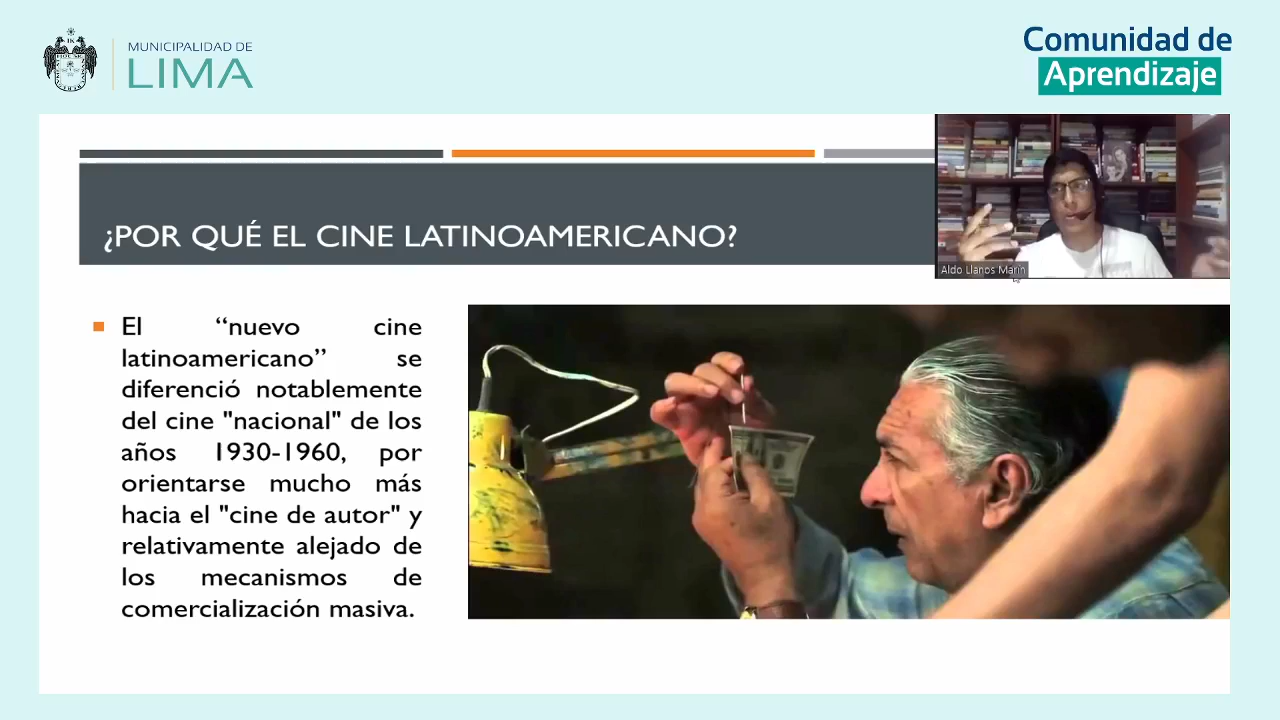 MUNICIPALIDAD DE
LIMA
Comunidad de
Aprendizaje
¿POR QUÉ EL CINE LATINOAMERICANO?
Aldo Llanos Marin
El “nuevo cine
latinoamericano” se
diferenció notablemente
del cine "nacional" de los
años 1930-1960, por
orientarse mucho más
hacia el "cine de autor" y
relativamente alejado de
los mecanismos de
comercialización masiva.